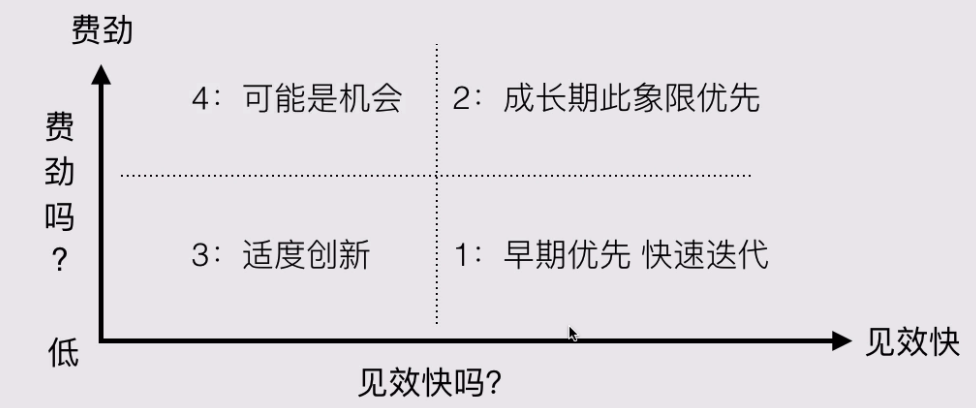 费劲
费劲吗？
4：可能是机会
2：成长期此象限优先
3：适度创新
1：早期优先 快速迭代
低
见效快
见效快吗？